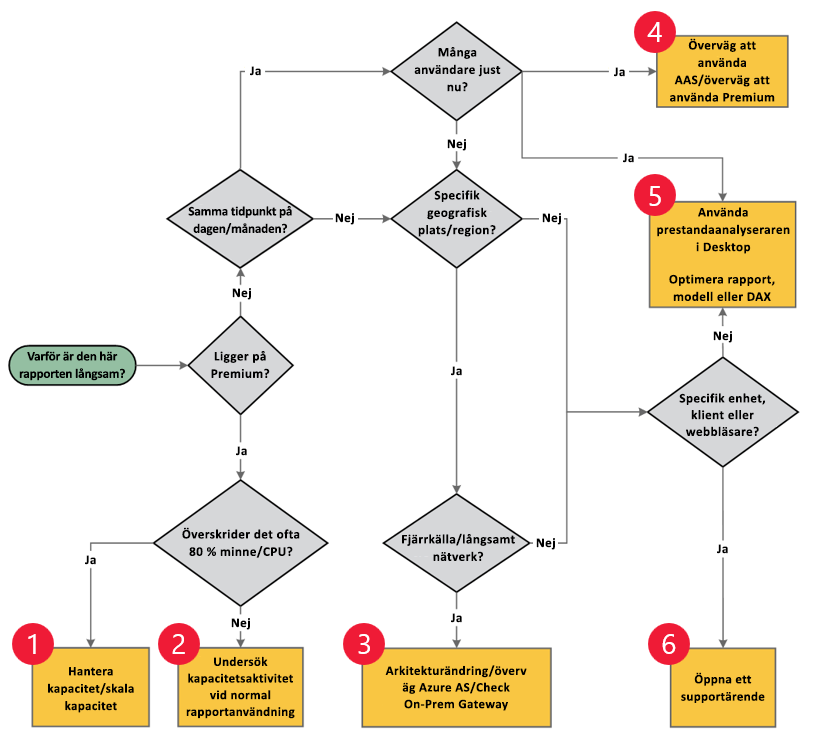 4
Många
användare just
nu?
Ja
Ja
Överväg att
använda
AAS/överväg att
använda Premium
Nej
Ja
5
Samma tidpunkt på
dagen/månaden?
Nej
Specifik
geografisk
plats/region?
Nej
Använda
prestandaanalyseraren
i Desktop
Optimera rapport,
modell eller DAX
Nej
Nej
Varför är den här
rapporten långsam?
Ligger på
Premium?
Ja
Specifik enhet,
klient eller
webbläsare?
Ja
Överskrider det ofta
80 % minne/CPU?
Fjärrkälla/långsamt
nätverk?
Nej
Ja
Ja
Nej
Ja
1
Hantera
kapacitet/skala
kapacitet
2
Undersök
kapacitetsaktivitet
vid normal
rapportanvändning
3
Arkitekturändring/överv
äg Azure AS/Check
On-Prem Gateway
6
Öppna ett
supportärende